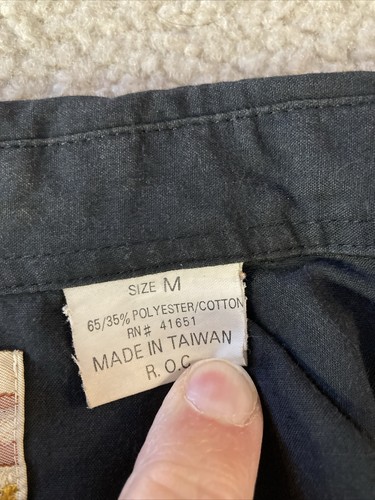 SIZE M
65/35% POLYESTER/COTTON
RN# 41651
MADE IN TAIWAN
R.O.C